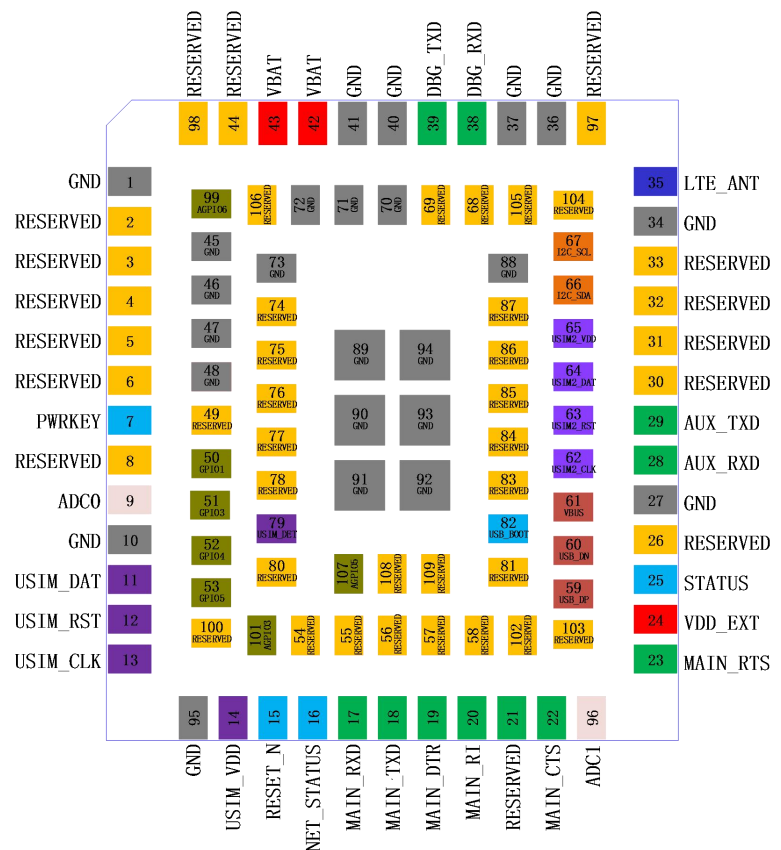 RESERVED
RESERVED
VBAT
VBAT
GND
GND
DBG_TXD
DBG_RXD
GND
GND
RESERVED
98
44
43
42
41
40
39
38
37
36
97
GND 1
RESERVED 2
RESERVED 3
RESERVED 4
RESERVED 5
RESERVED 6
PWRKEY 7
RESERVED 8
ADC0 9
GND 10
USIM_DAT 11
USIM_RST 12
USIM_CLK 13
99
AGPIO6
45
GND
46
GND
47
GND
48
GND
49
RESERVED
50
GPIO1
51
GPIO3
52
GPIO4
53
GPIO5
100
RESERVED
106
RESERVED
72
GND
71
GND
70
GND
69
RESERVED
68
RESERVED
105
RESERVED
73
GND
74
RESERVED
75
RESERVED
76
RESERVED
77
RESERVED
78
RESERVED
79
USIM_DET
80
RESERVED
89
GND
94
GND
90
GND
93
GND
91
GND
92
GND
88
GND
87
RESERVED
86
RESERVED
85
RESERVED
84
RESERVED
83
RESERVED
82
USB_BOOT
81
RESERVED
107
AGPIO5
108
RESERVED
109
RESERVED
101
AGPIO3
54
RESERVED
55
RESERVED
56
RESERVED
57
RESERVED
58
RESERVED
102
RESERVED
104
RESERVED
67
I2C_SCL
66
I2C_SDA
65
USIM2_VDD
64
USIM2_DAT
63
USIM2_RST
62
USIM2_CLK
61
VBUS
60
USB_DN
59
USB_DP
103
RESERVED
35 LTE_ANT
34 GND
33 RESERVED
32 RESERVED
31 RESERVED
30 RESERVED
29 AUX_TXD
28 AUX_RXD
27 GND
26 RESERVED
25 STATUS
24 VDD_EXT
23 MAIN_RTS
95
14
15
16
17
18
19
20
21
22
96
GND
USIM_VDD
RESET_N
NET_STATUS
MAIN_RXD
MAIN_TXD
MAIN_DTR
MAIN_RI
RESERVED
MAIN_CTS
ADC1